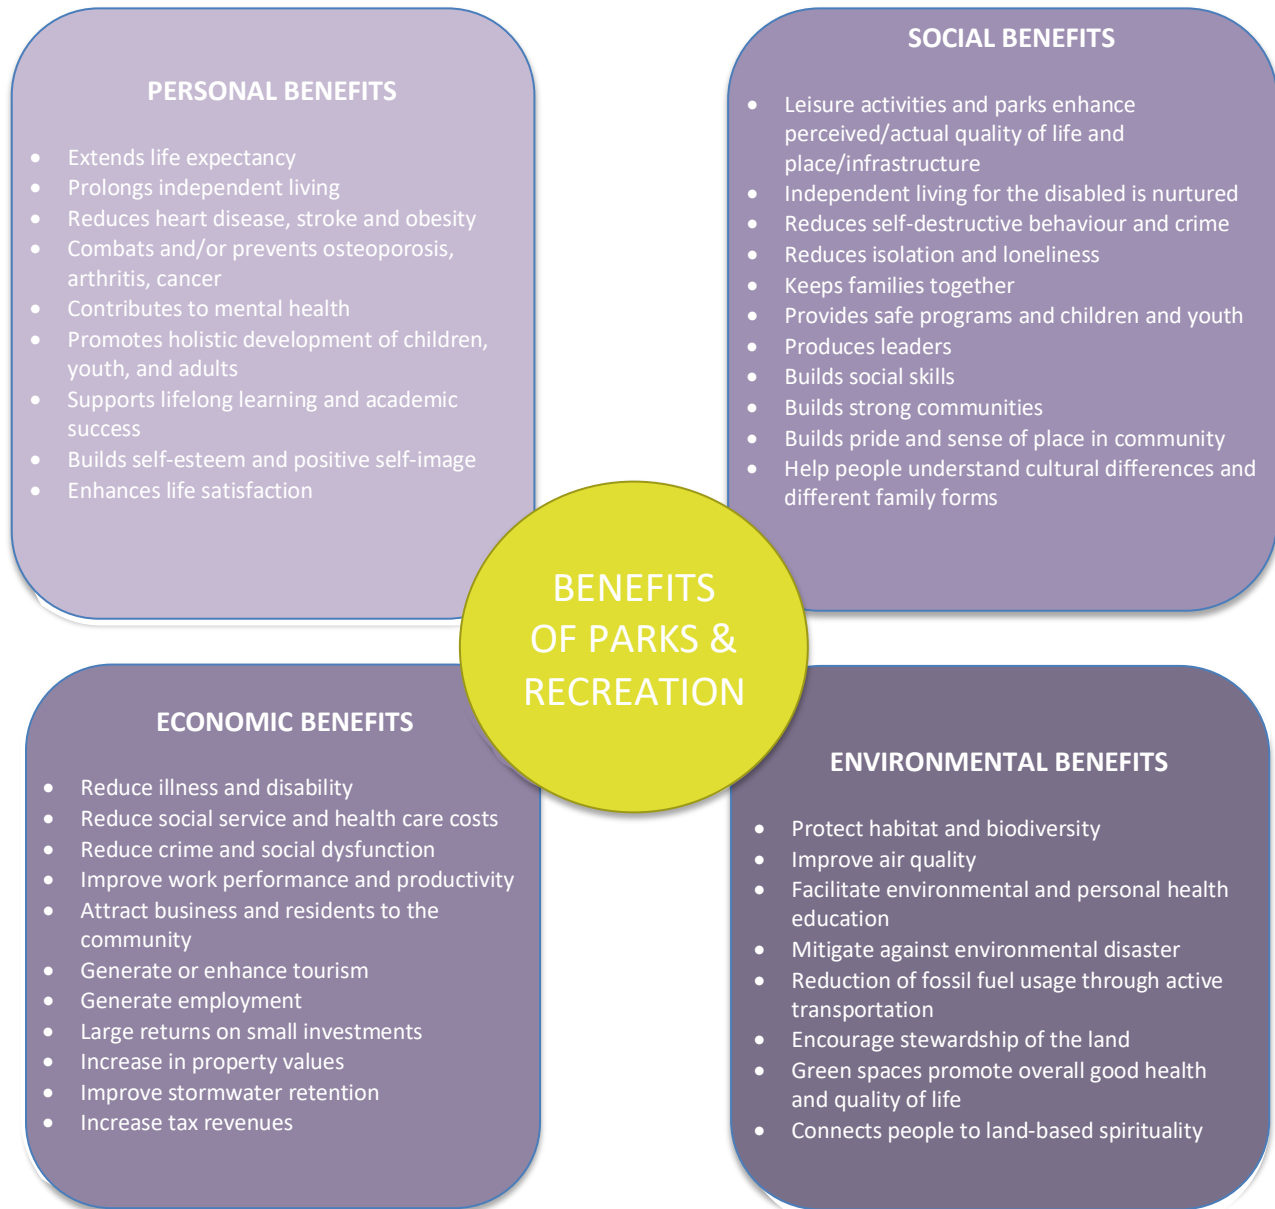 PERSONAL BENEFITS
• Extends life expectancy
• Prolongs independent living
• Reduces heart disease, stroke and obesity
• Combats and/or prevents osteoporosis,
arthritis, cancer
• Contributes to mental health
• Promotes holistic development of children,
youth, and adults
• Supports lifelong learning and academic
success
• Builds self-esteem and positive self-image
• Enhances life satisfaction
SOCIAL BENEFITS
• Leisure activities and parks enhance
perceived/actual quality of life and
place/infrastructure
• Independent living for the disabled is nurtured
• Reduces self-destructive behaviour and crime
• Reduces isolation and loneliness
• Keeps families together
• Provides safe programs and children and youth
• Produces leaders
• Builds social skills
• Builds strong communities
• Builds pride and sense of place in community
• Help people understand cultural differences and
different family forms
BENEFITS
OF PARKS &
RECREATION
ECONOMIC BENEFITS
• Reduce illness and disability
• Reduce social service and health care costs
• Reduce crime and social dysfunction
• Improve work performance and productivity
• Attract business and residents to the
community
• Generate or enhance tourism
• Generate employment
• Large returns on small investments
• Increase in property values
• Improve stormwater retention
• Increase tax revenues
ENVIRONMENTAL BENEFITS
• Protect habitat and biodiversity
• Improve air quality
• Facilitate environmental and personal health
education
• Mitigate against environmental disaster
• Reduction of fossil fuel usage through active
transportation
• Encourage stewardship of the land
• Green spaces promote overall good health
and quality of life
• Connects people to land-based spirituality